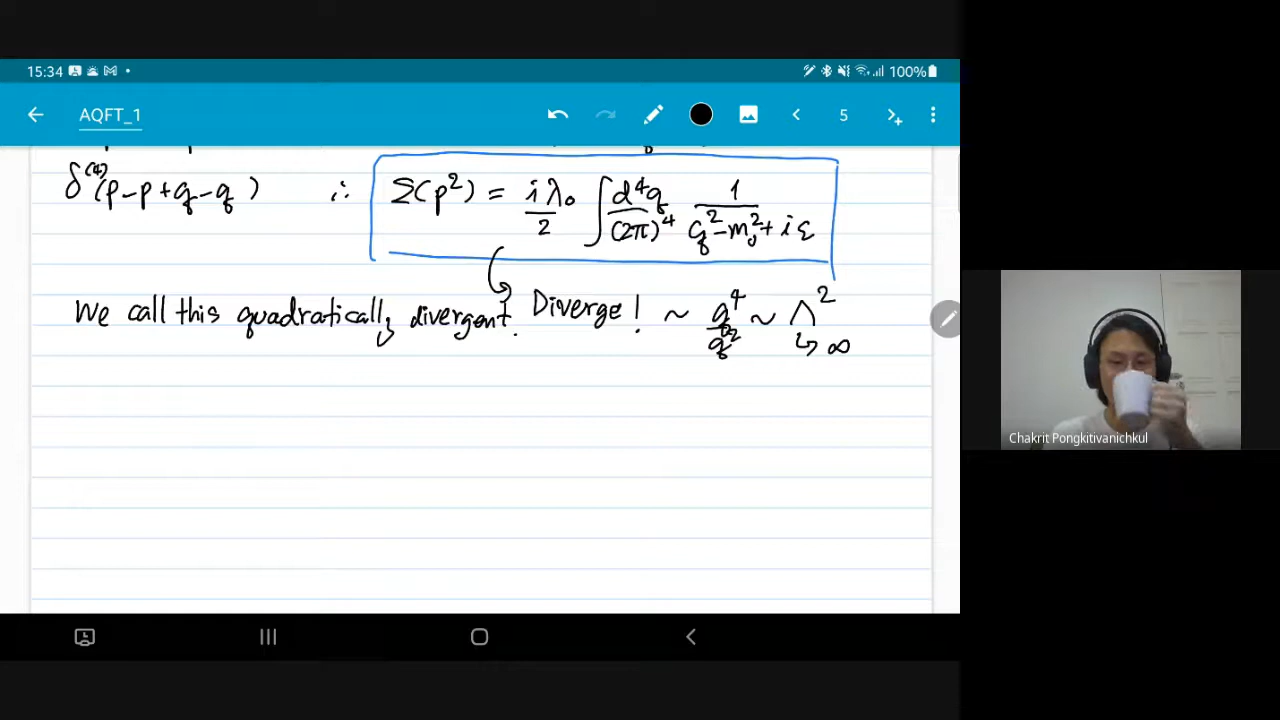 15:34 100%
AQFT_1 5
δ⁽⁴⁾(p-p+q-q) ∴ Σ(p²) = iλ₀/2 ∫ d⁴q/(2π)⁴ 1/(q²-m₀²+iε)
We call this quadratically divergent. Diverge! ~ q⁴/q² ~ Λ²
↳ ∞
Chakrit Pongkitivanichkul